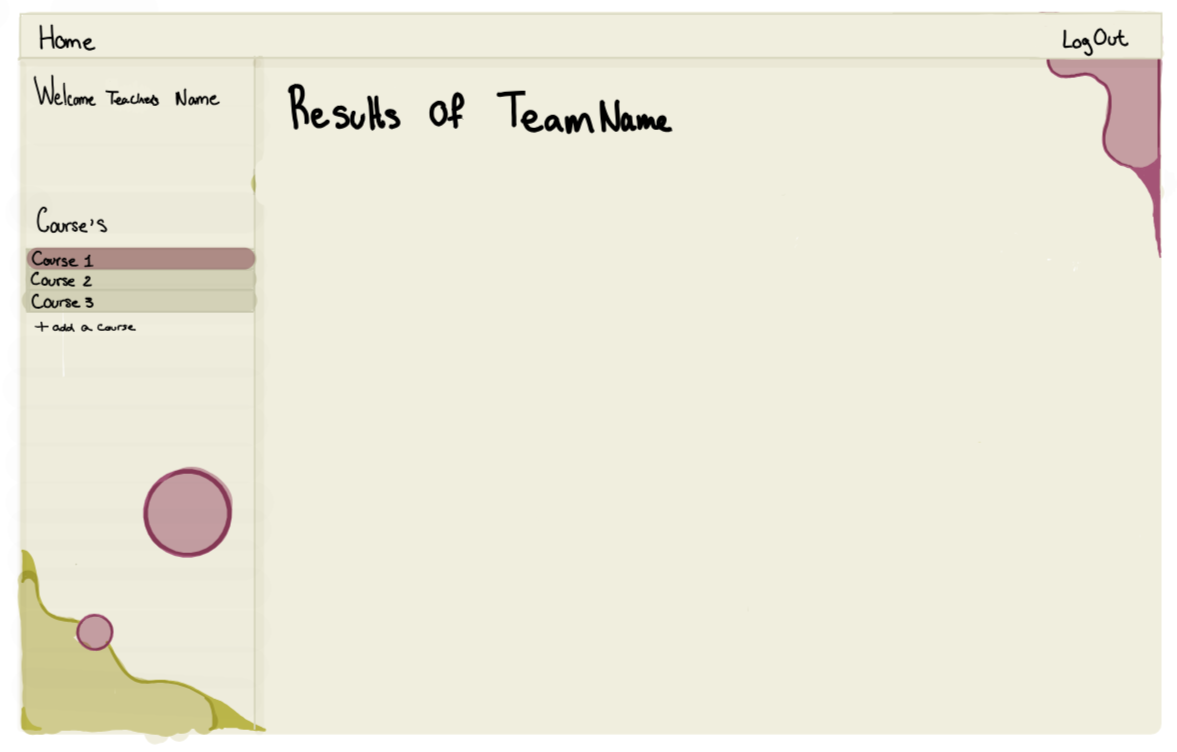 Home
LogOut
Welcome Teachers Name
Results of TeamName
Course's
Course 1
Course 2
Course 3
+ add a course